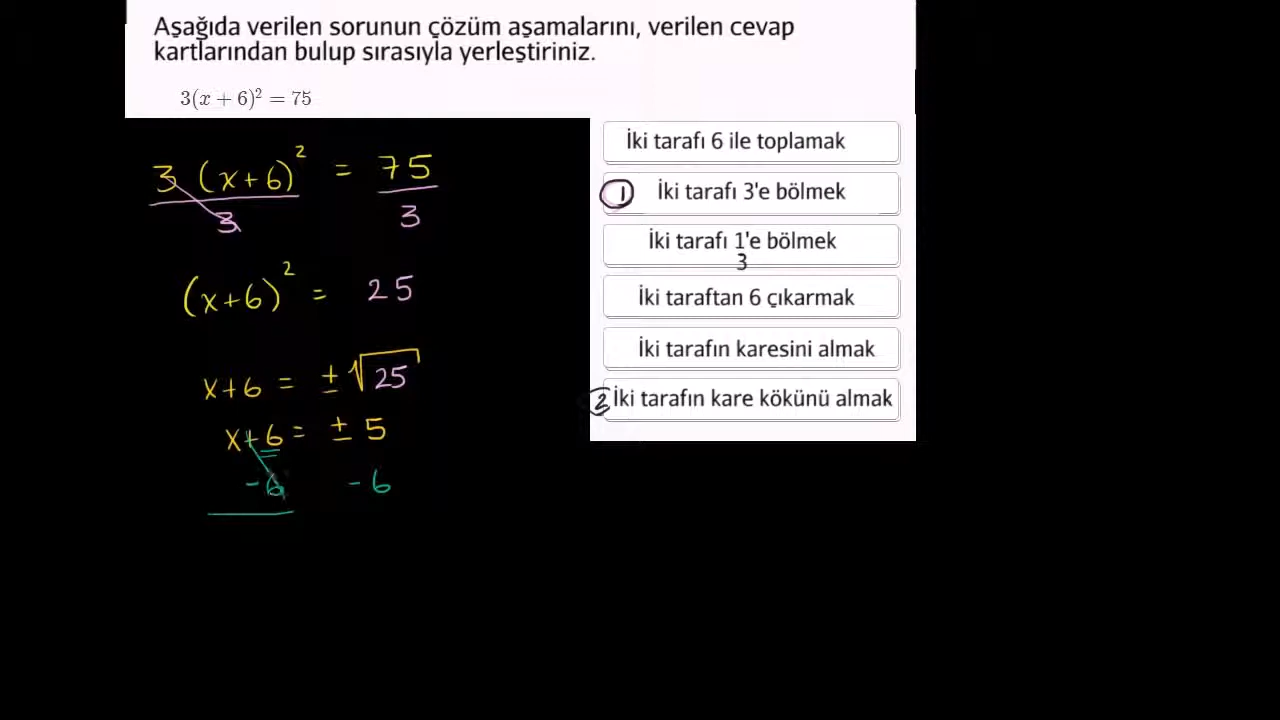 Aşağıda verilen sorunun çözüm aşamalarını, verilen cevap
kartlarından bulup sırasıyla yerleştiriniz.
3(x + 6)² = 75
3 (x+6)² = 75
3 3
(x+6)² = 25
x+6 = ±√25
x+6 = ± 5
-6 -6
İki tarafı 6 ile toplamak
1 İki tarafı 3'e bölmek
İki tarafı 1'e bölmek
3
İki taraftan 6 çıkarmak
İki tarafın karesini almak
2 İki tarafın kare kökünü almak